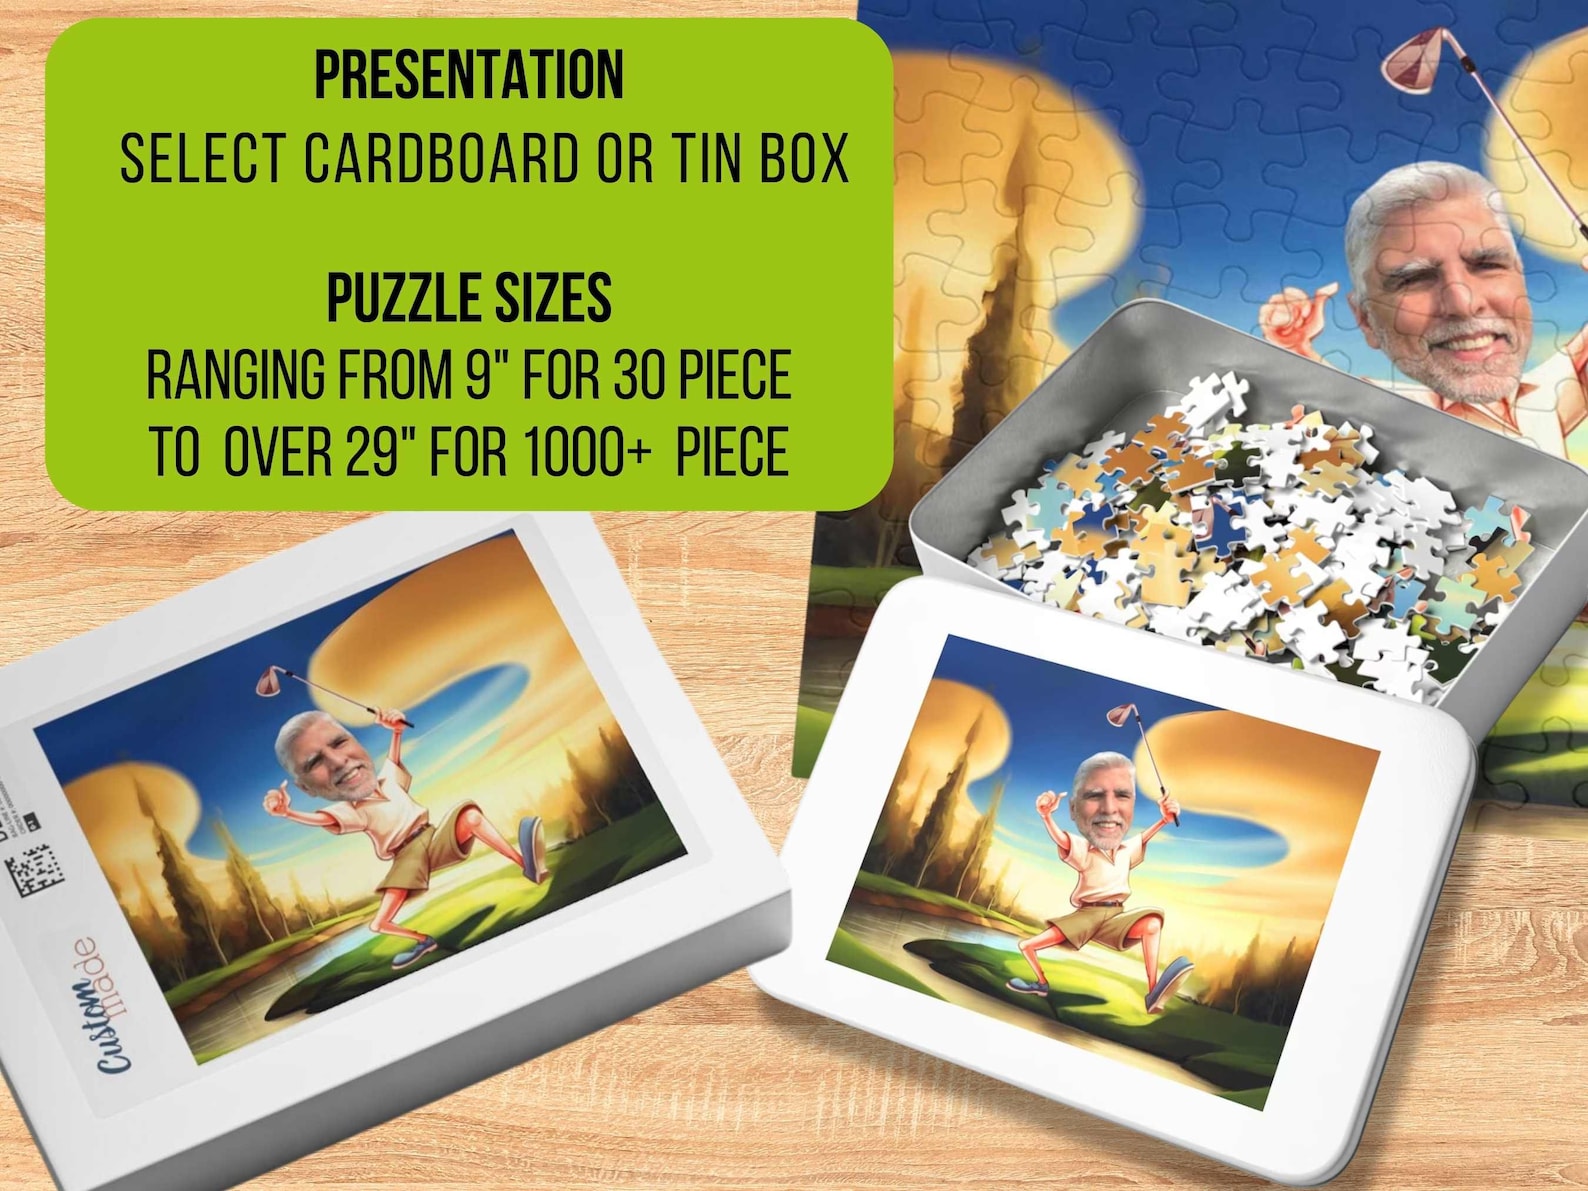 PRESENTATION
SELECT CARDBOARD OR TIN BOX
PUZZLE SIZES
RANGING FROM 9" FOR 30 PIECE
TO OVER 29" FOR 1000+ PIECE
Custom
made